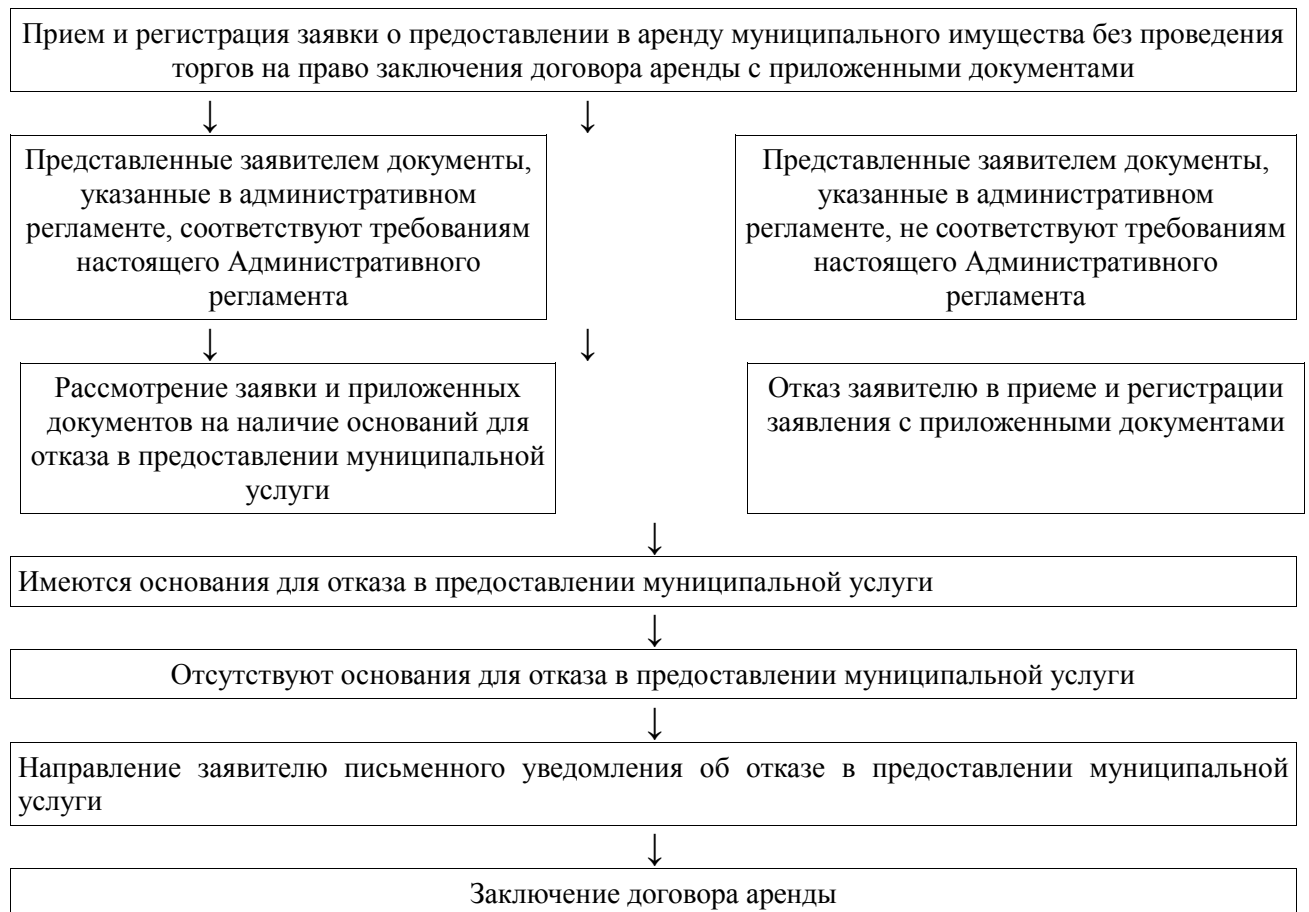 Прием и регистрация заявки о предоставлении в аренду муниципального имущества без проведения
торгов на право заключения договора аренды с приложенными документами
↓ ↓
Представленные заявителем документы,
указанные в административном
регламенте, соответствуют требованиям
настоящего Административного
регламента
Представленные заявителем документы,
указанные в административном
регламенте, не соответствуют требованиям
настоящего Административного
регламента
↓ ↓
Рассмотрение заявки и приложенных
документов на наличие оснований для
отказа в предоставлении муниципальной
услуги
Отказ заявителю в приеме и регистрации
заявления с приложенными документами
↓
Имеются основания для отказа в предоставлении муниципальной услуги
↓
Отсутствуют основания для отказа в предоставлении муниципальной услуги
↓
Направление заявителю письменного уведомления об отказе в предоставлении муниципальной
услуги
↓
Заключение договора аренды